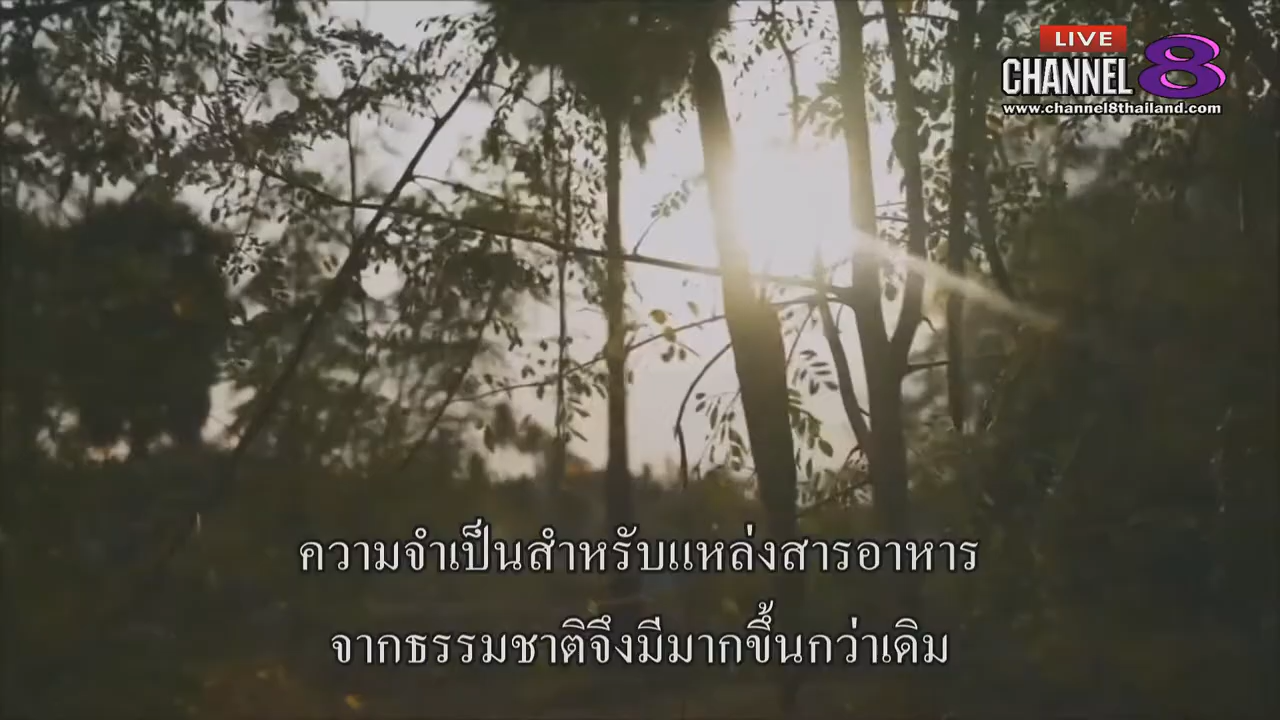 LIVE
CHANNEL 8
www.channel8thailand.com
ความจำเป็นสำหรับแหล่งสารอาหาร
จากธรรมชาติจึงมีมากขึ้นกว่าเดิม